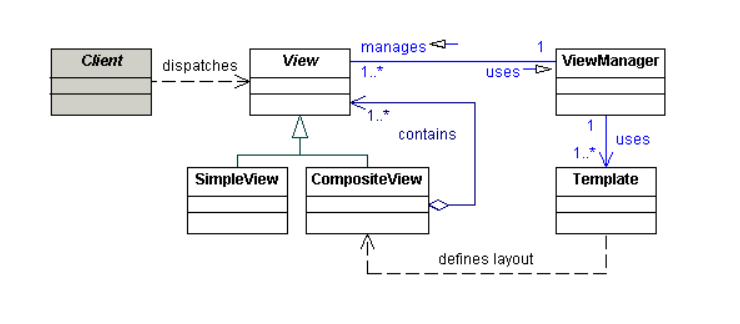 manages
1
Client
View
ViewManager
dispatches
1..*
uses
1..*
contains
1
uses
1..*
SimpleView
CompositeView
Template
defines layout